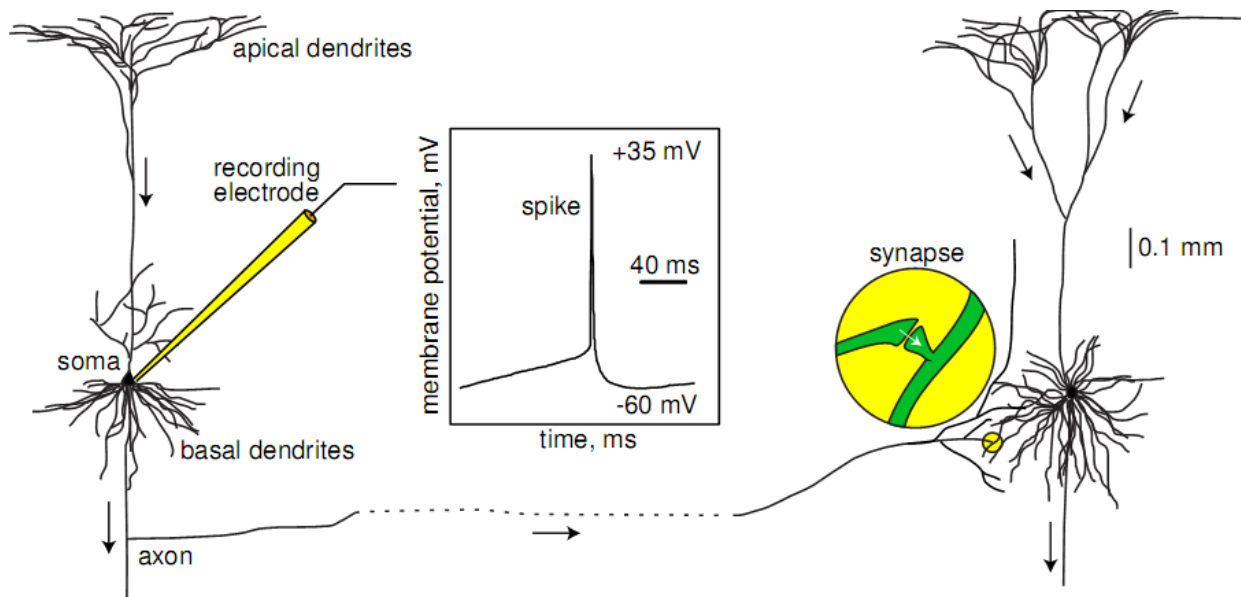 apical dendrites
recording
electrode
soma
basal dendrites
axon
membrane potential, mV
+35 mV
spike
40 ms
-60 mV
time, ms
synapse
0.1 mm